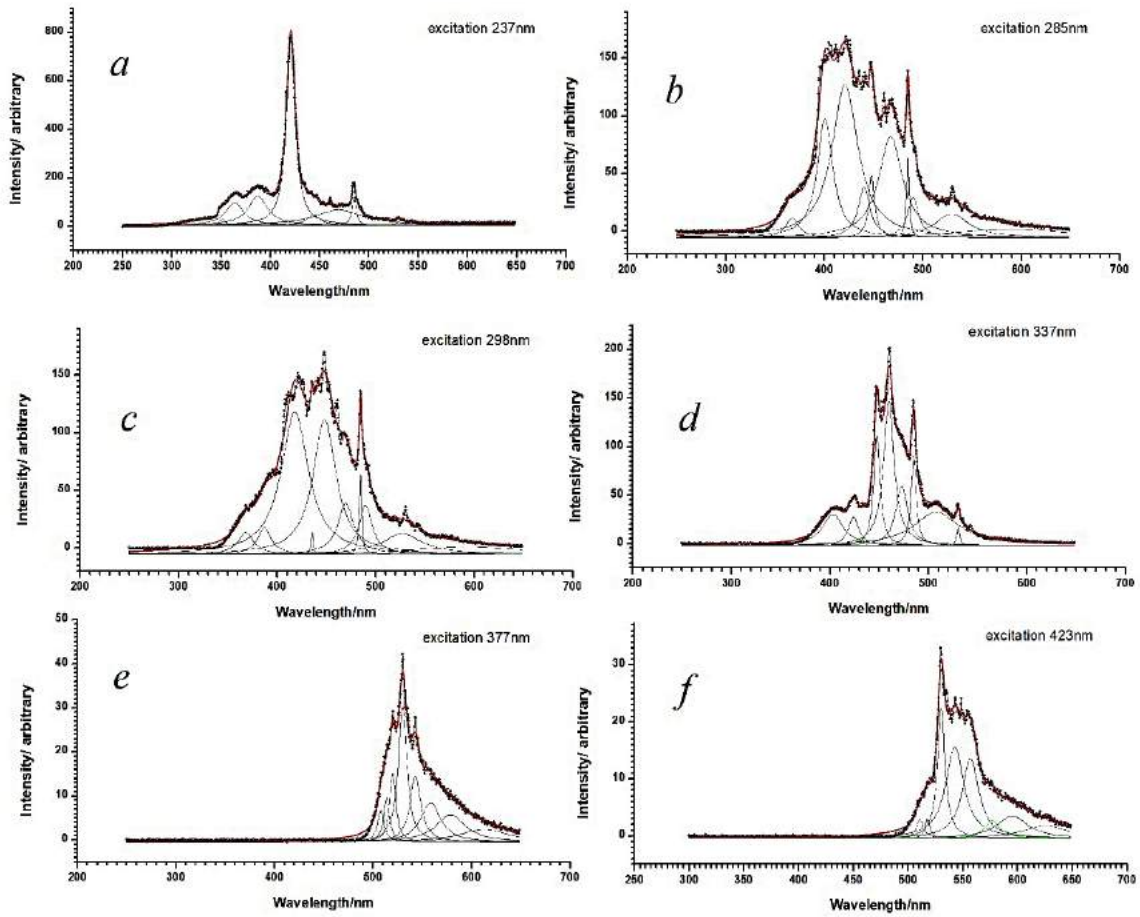 a
excitation 237nm
Intensity/ arbitrary
800
600
400
200
0
200 250 300 350 400 450 500 550 600 650 700
Wavelength/nm
b
excitation 285nm
Intensity/ arbitrary
150
100
50
0
200 300 400 500 600 700
Wavelength/nm
c
excitation 298nm
Intensity/ arbitrary
150
100
50
0
200 300 400 500 600 700
Wavelength/nm
d
excitation 337nm
Intensity/ arbitrary
200
150
100
50
0
200 300 400 500 600 700
Wavelength/nm
e
excitation 377nm
Intensity/ arbitrary
50
40
30
20
10
0
200 300 400 500 600 700
Wavelength/nm
f
excitation 423nm
Intensity/ arbitrary
30
20
10
0
250 300 350 400 450 500 550 600 650 700
Wavelength/nm